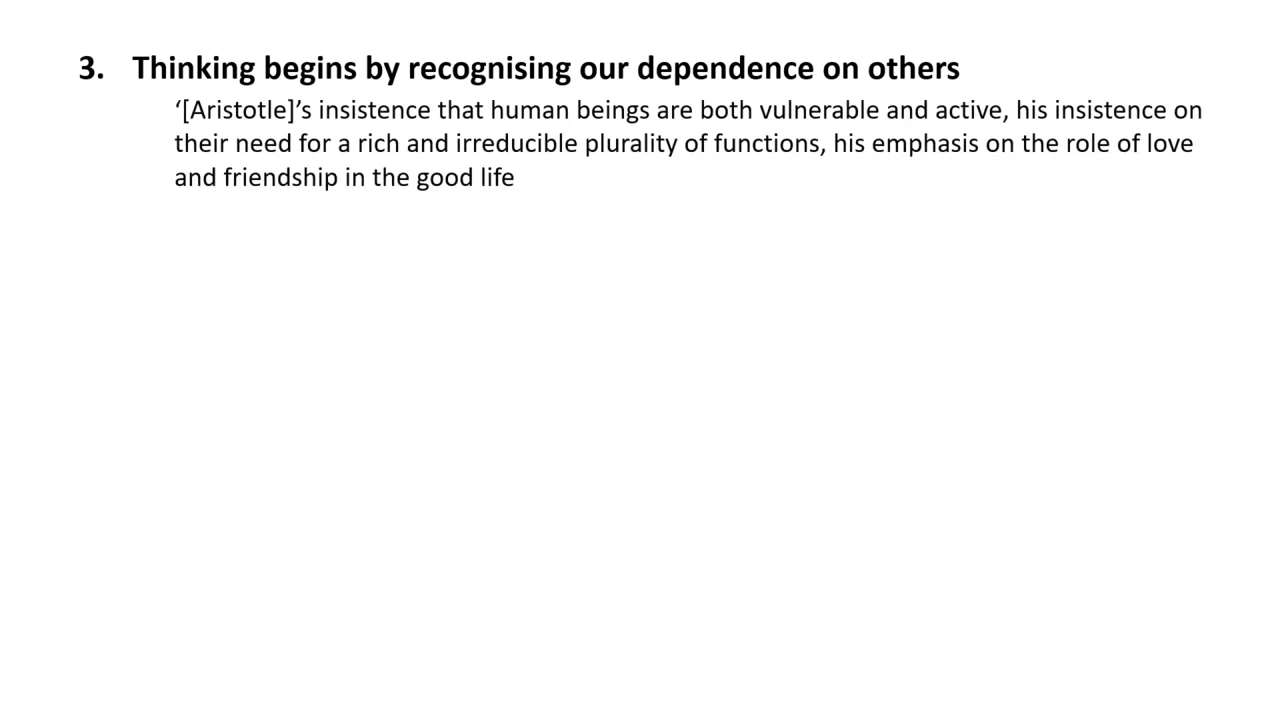 3. Thinking begins by recognising our dependence on others
‘[Aristotle]’s insistence that human beings are both vulnerable and active, his insistence on
their need for a rich and irreducible plurality of functions, his emphasis on the role of love
and friendship in the good life